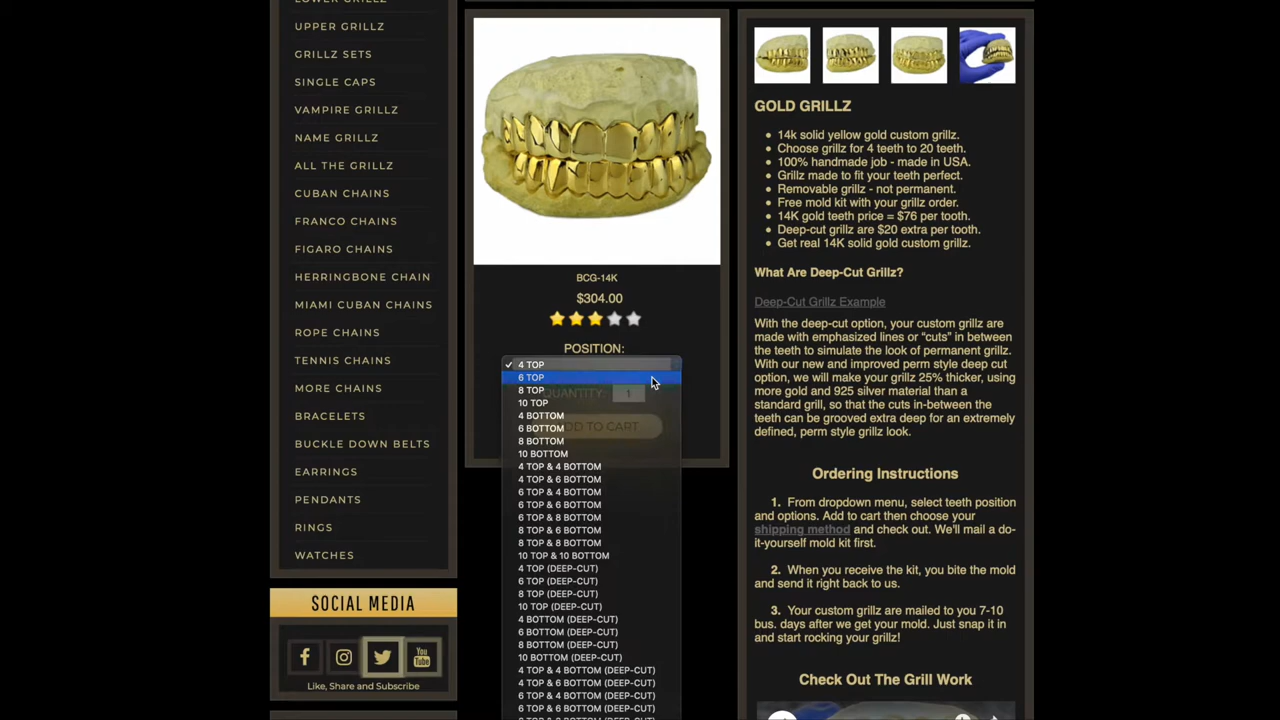 LOWER GRILLZ
UPPER GRILLZ
GRILLZ SETS
SINGLE CAPS
VAMPIRE GRILLZ
NAME GRILLZ
ALL THE GRILLZ
CUBAN CHAINS
FRANCO CHAINS
FIGARO CHAINS
HERRINGBONE CHAIN
MIAMI CUBAN CHAINS
ROPE CHAINS
TENNIS CHAINS
MORE CHAINS
BRACELETS
BUCKLE DOWN BELTS
EARRINGS
PENDANTS
RINGS
WATCHES
SOCIAL MEDIA
You
Tube
Like, Share and Subscribe
BCG-14K
$304.00
POSITION:
✓ 4 TOP
6 TOP
8 TOP
QUANTITY: 1
10 TOP
4 BOTTOM
6 BOTTOM
ADD TO CART
8 BOTTOM
10 BOTTOM
4 TOP & 4 BOTTOM
4 TOP & 6 BOTTOM
6 TOP & 4 BOTTOM
6 TOP & 6 BOTTOM
6 TOP & 8 BOTTOM
8 TOP & 6 BOTTOM
8 TOP & 8 BOTTOM
10 TOP & 10 BOTTOM
4 TOP (DEEP-CUT)
6 TOP (DEEP-CUT)
8 TOP (DEEP-CUT)
10 TOP (DEEP-CUT)
4 BOTTOM (DEEP-CUT)
6 BOTTOM (DEEP-CUT)
8 BOTTOM (DEEP-CUT)
10 BOTTOM (DEEP-CUT)
4 TOP & 4 BOTTOM (DEEP-CUT)
4 TOP & 6 BOTTOM (DEEP-CUT)
6 TOP & 4 BOTTOM (DEEP-CUT)
6 TOP & 6 BOTTOM (DEEP-CUT)
GOLD GRILLZ
• 14k solid yellow gold custom grillz.
• Choose grillz for 4 teeth to 20 teeth.
• 100% handmade job - made in USA.
• Grillz made to fit your teeth perfect.
• Removable grillz - not permanent.
• Free mold kit with your grillz order.
• 14K gold teeth price = $76 per tooth.
• Deep-cut grillz are $20 extra per tooth.
• Get real 14K solid gold custom grillz.
What Are Deep-Cut Grillz?
Deep-Cut Grillz Example
With the deep-cut option, your custom grillz are
made with emphasized lines or “cuts” in between
the teeth to simulate the look of permanent grillz.
With our new and improved perm style deep cut
option, we will make your grillz 25% thicker, using
more gold and 925 silver material than a
standard grill, so that the cuts in-between the
teeth can be grooved extra deep for an extremely
defined, perm style grillz look.
Ordering Instructions
1. From dropdown menu, select teeth position
and options. Add to cart then choose your
shipping method and check out. We'll mail a do-
it-yourself mold kit first.
2. When you receive the kit, you bite the mold
and send it right back to us.
3. Your custom grillz are mailed to you 7-10
bus. days after we get your mold. Just snap it in
and start rocking your grillz!
Check Out The Grill Work